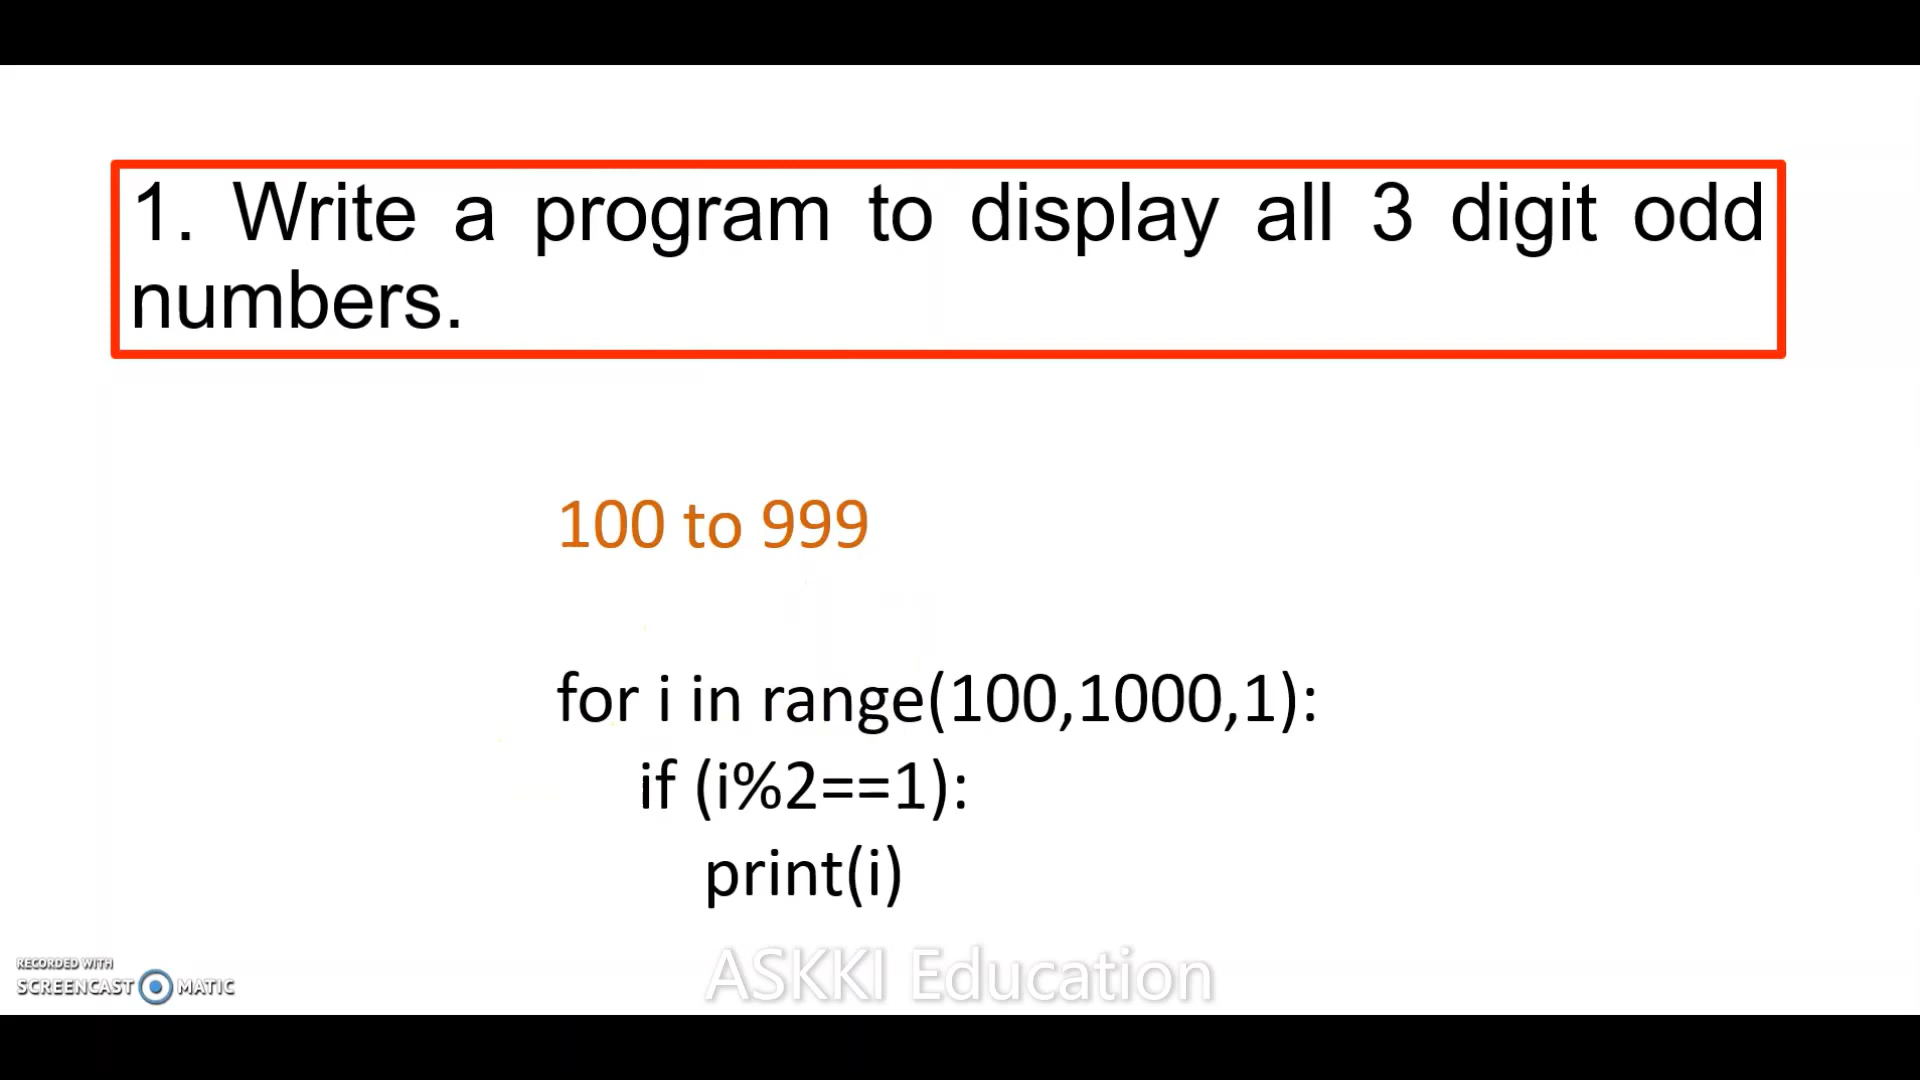 1. Write a program to display all 3 digit odd
numbers.
100 to 999
for i in range(100,1000,1):
if (i%2==1):
print(i)
ASKKI Education
RECORDED WITH
SCREENCAST MATIC